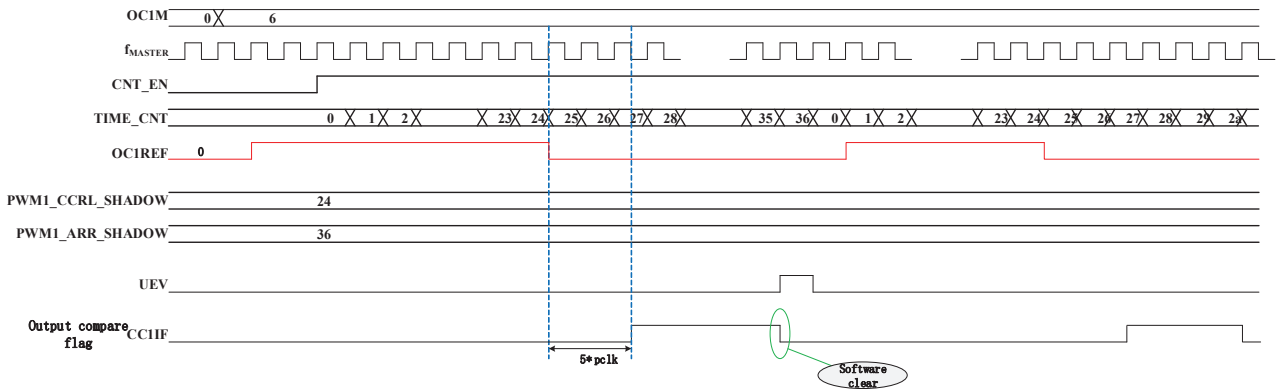 OC1M 0 6
fMASTER
CNT_EN
TIME_CNT 0 1 2 23 24 25 26 27 28 35 36 0 1 2 23 24 25 26 27 28 29 2a
OC1REF 0
PWM1_CCRL_SHADOW 24
PWM1_ARR_SHADOW 36
UEV
Output compare
flag
CC1IF
5*pclk
Software
clear